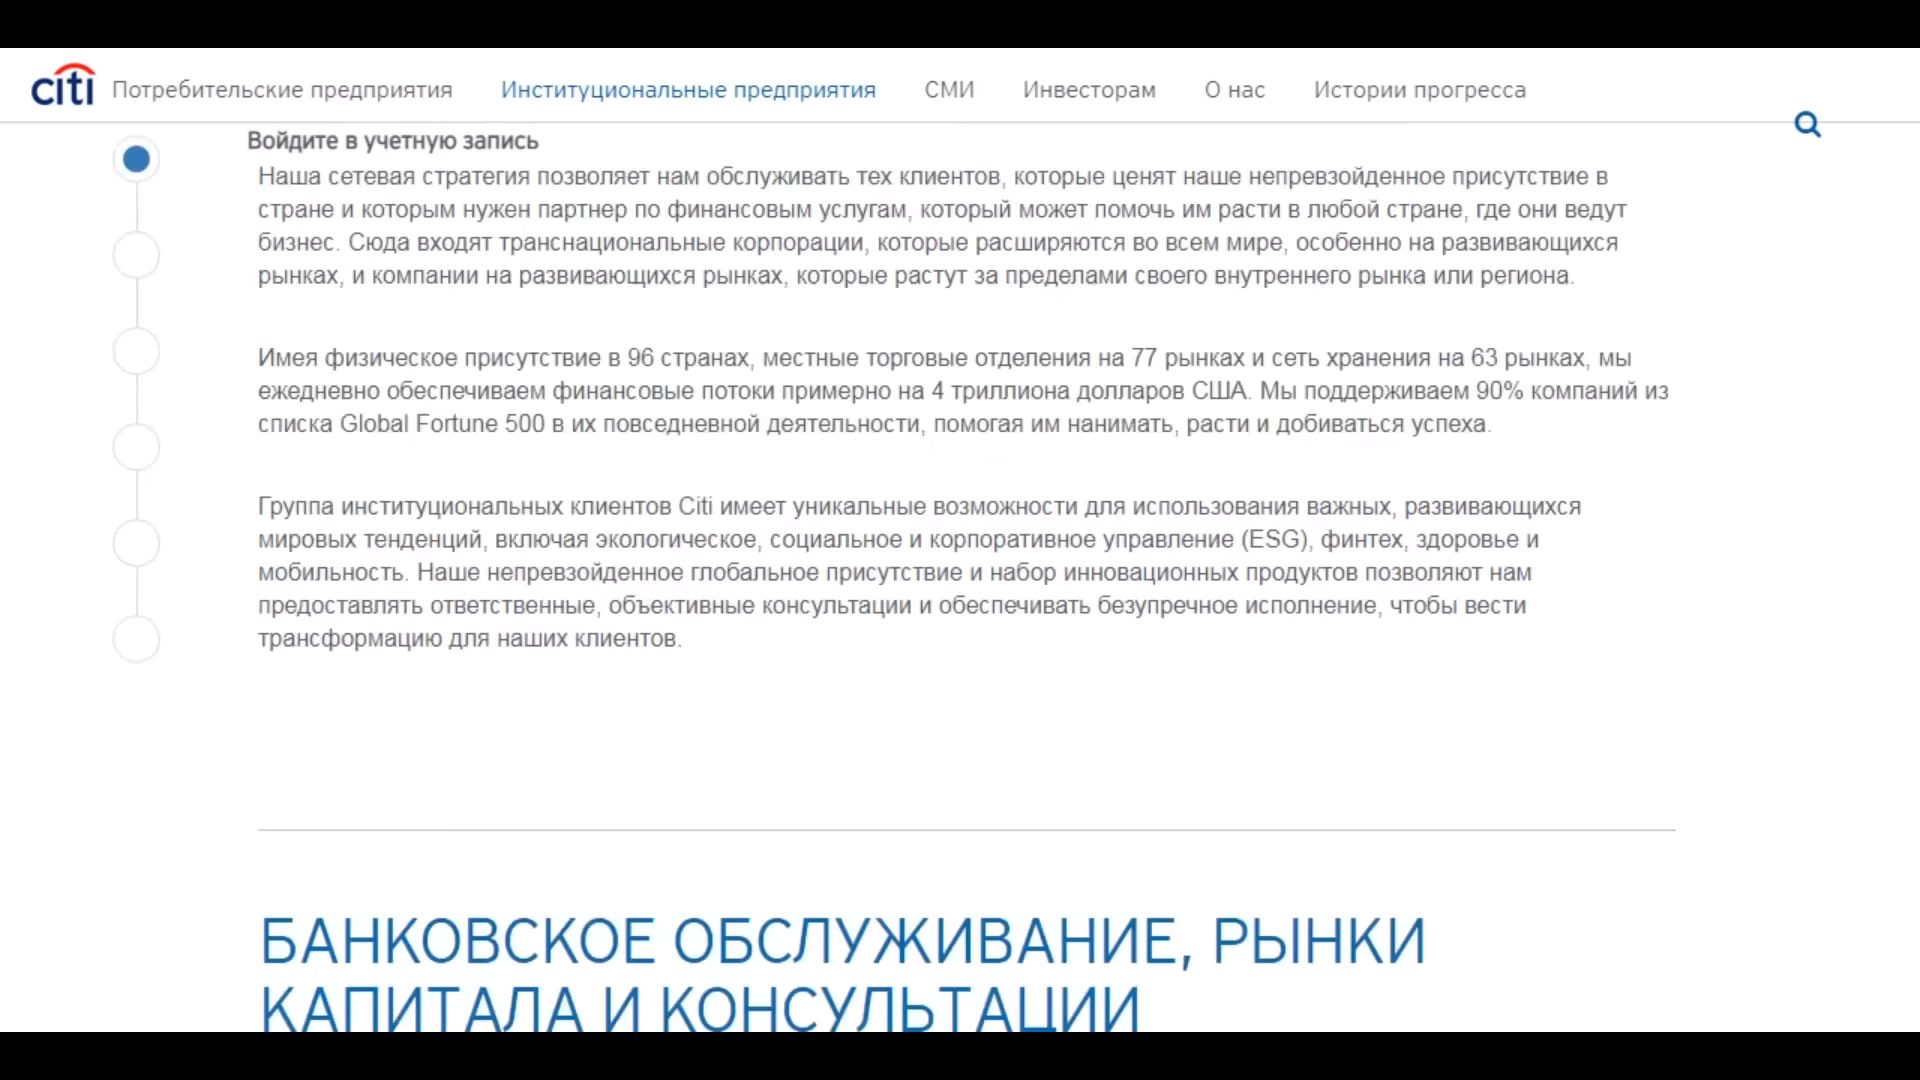 citi
Потребительские предприятия Институциональные предприятия СМИ Инвесторам О нас Истории прогресса
Войдите в учетную запись
Наша сетевая стратегия позволяет нам обслуживать тех клиентов, которые ценят наше непревзойденное присутствие в
стране и которым нужен партнер по финансовым услугам, который может помочь им расти в любой стране, где они ведут
бизнес. Сюда входят транснациональные корпорации, которые расширяются во всем мире, особенно на развивающихся
рынках, и компании на развивающихся рынках, которые растут за пределами своего внутреннего рынка или региона.
Имея физическое присутствие в 96 странах, местные торговые отделения на 77 рынках и сеть хранения на 63 рынках, мы
ежедневно обеспечиваем финансовые потоки примерно на 4 триллиона долларов США. Мы поддерживаем 90% компаний из
списка Global Fortune 500 в их повседневной деятельности, помогая им нанимать, расти и добиваться успеха.
Группа институциональных клиентов Citi имеет уникальные возможности для использования важных, развивающихся
мировых тенденций, включая экологическое, социальное и корпоративное управление (ESG), финтех, здоровье и
мобильность. Наше непревзойденное глобальное присутствие и набор инновационных продуктов позволяют нам
предоставлять ответственные, объективные консультации и обеспечивать безупречное исполнение, чтобы вести
трансформацию для наших клиентов.
БАНКОВСКОЕ ОБСЛУЖИВАНИЕ, РЫНКИ
КАПИТАЛА И КОНСУЛЬТАЦИИ